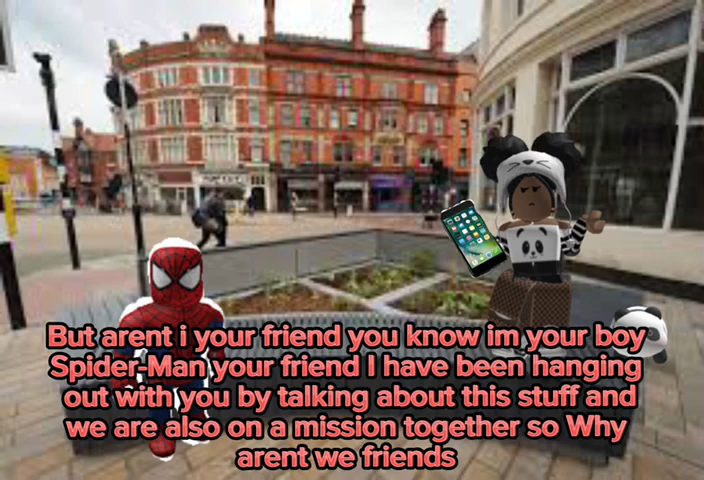 But arent i your friend you know im your boy
Spider-Man your friend I have been hanging
out with you by talking about this stuff and
we are also on a mission together so Why
arent we friends